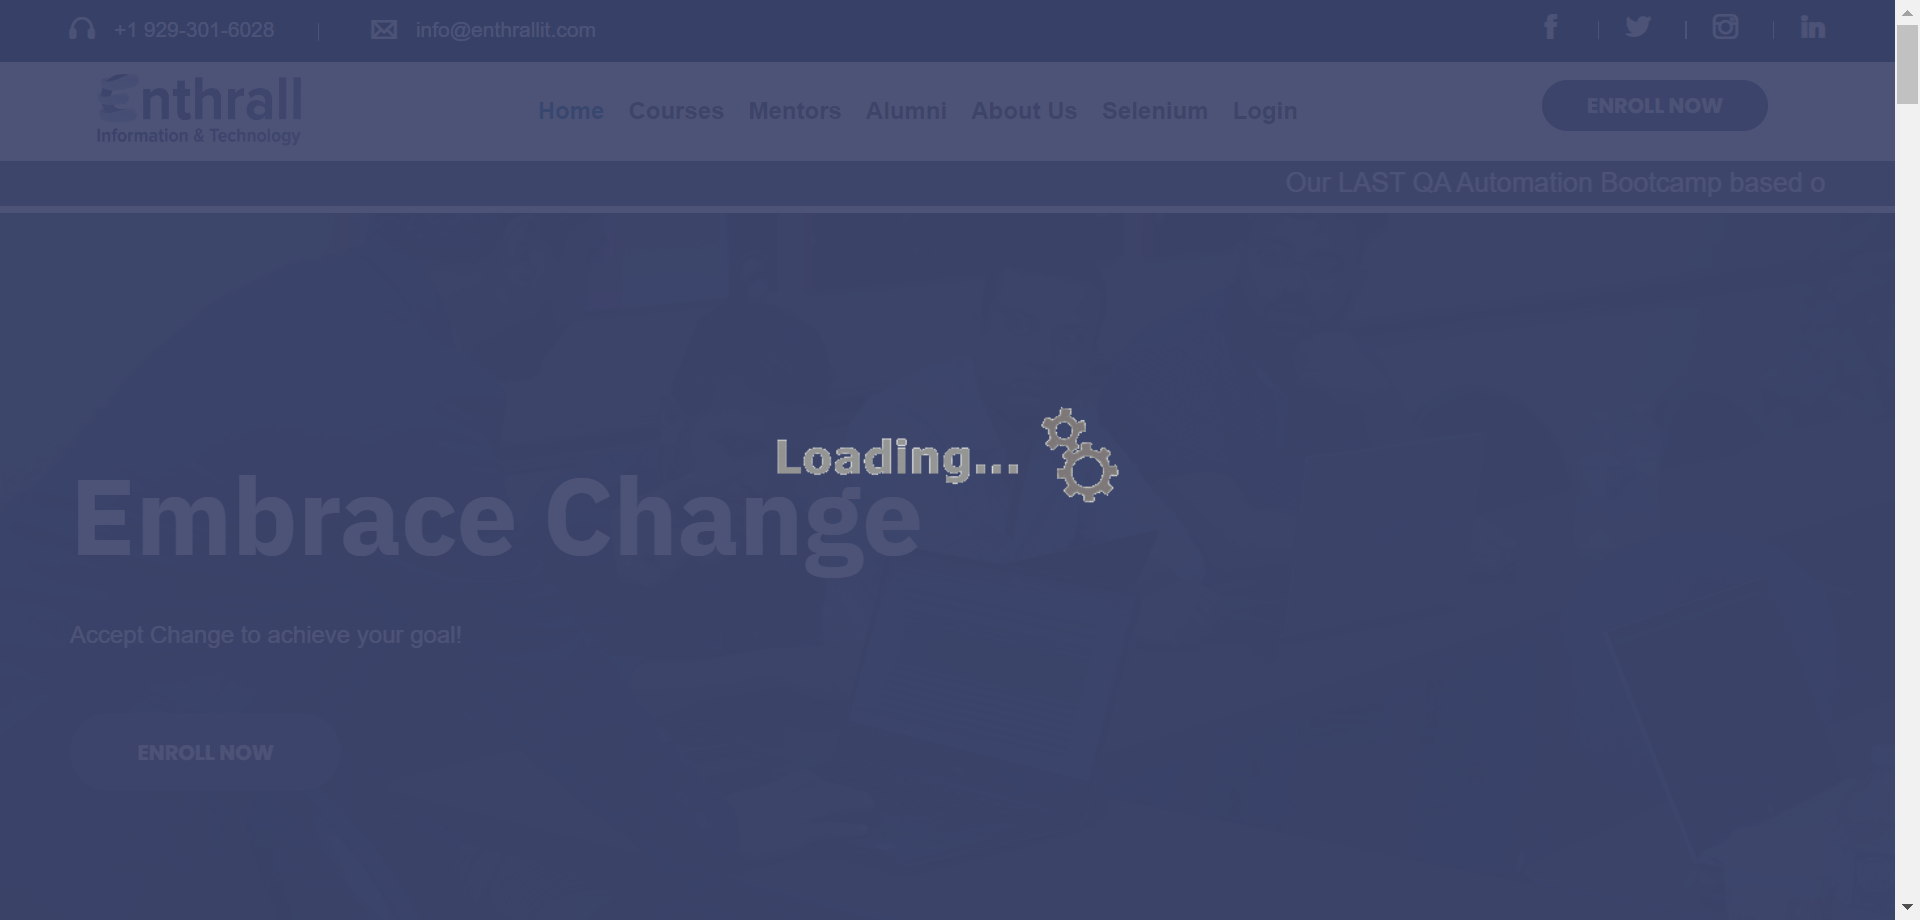 +1 929-301-6028
info@enthrallit.com
Enthrall
Information & Technology
Home Courses Mentors Alumni About Us Selenium Login
ENROLL NOW
Our LAST QA Automation Bootcamp based o
Loading...
Embrace Change
Accept Change to achieve your goal!
ENROLL NOW